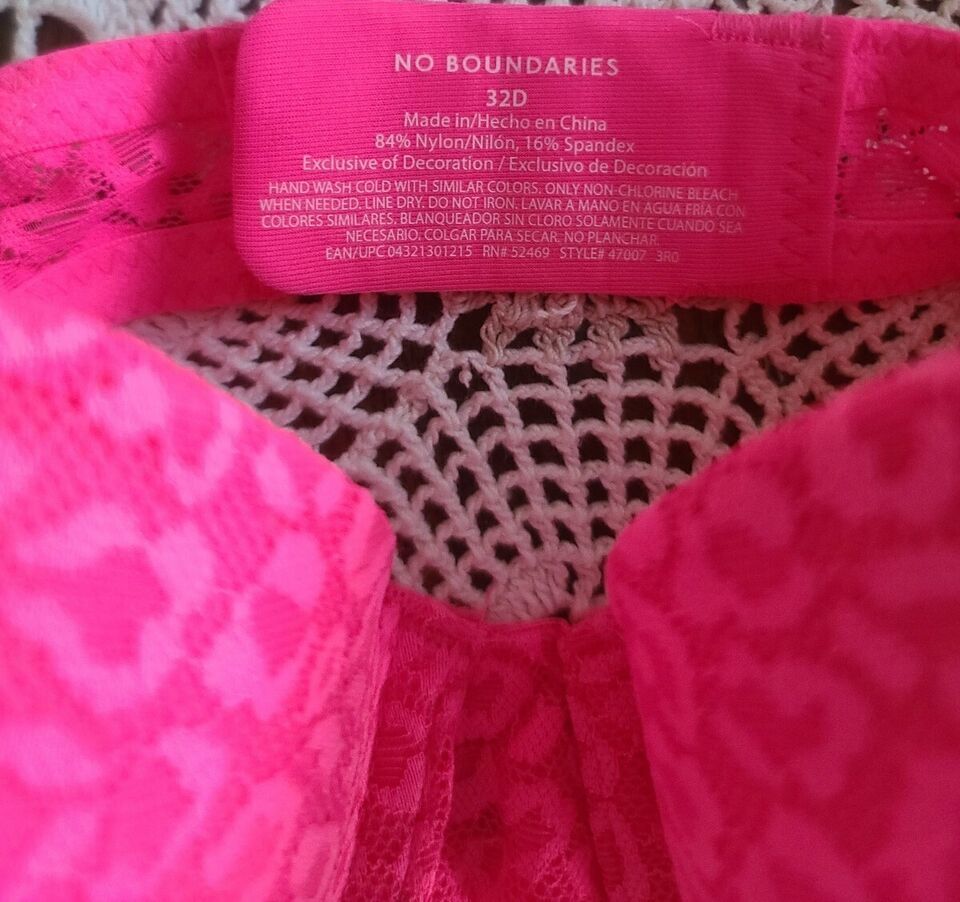 NO BOUNDARIES
32D
Made in/Hecho en China
84% Nylon/Nilón, 16% Spandex
Exclusive of Decoration / Exclusivo de Decoración
HAND WASH COLD WITH SIMILAR COLORS. ONLY NON-CHLORINE BLEACH
WHEN NEEDED. LINE DRY. DO NOT IRON. LAVAR A MANO EN AGUA FRÍA CON
COLORES SIMILARES. BLANQUEADOR SIN CLORO SOLAMENTE CUANDO SEA
NECESARIO. COLGAR PARA SECAR. NO PLANCHAR.
EAN/UPC 04321301215 RN# 52469 STYLE# 47007 3R0